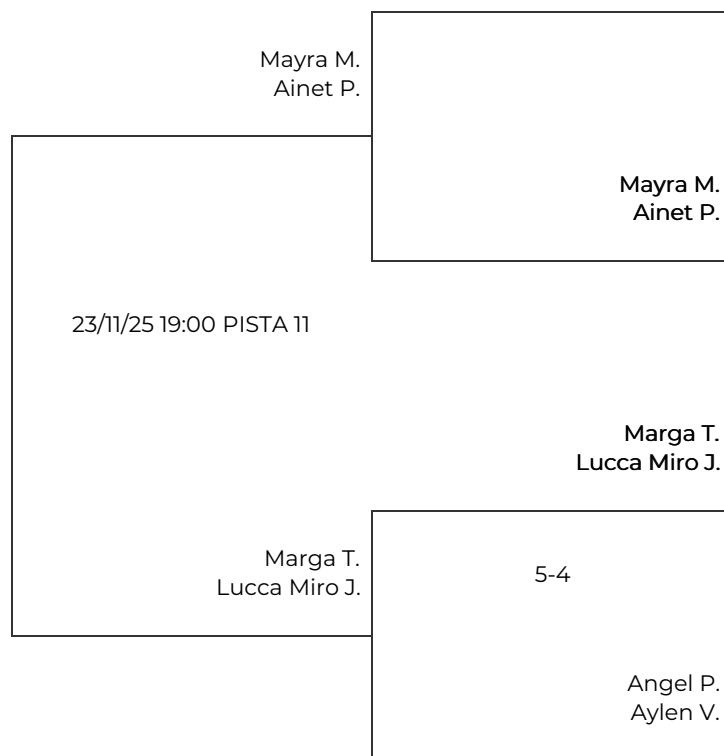 Mayra M.
Ainet P.
Mayra M.
Ainet P.
23/11/25 19:00 PISTA 11
Marga T.
Lucca Miro J.
Marga T.
Lucca Miro J.
5-4
Angel P.
Aylen V.